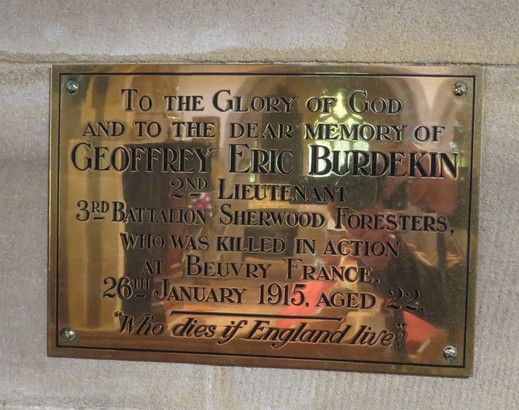 To the Glory of God
and to the dear memory of
Geoffrey Eric Burdekin
2nd Lieutenant
3rd Battalion Sherwood Foresters,
who was killed in action
at Beuvry France,
26th January 1915, aged 22.
"Who dies if England live?"